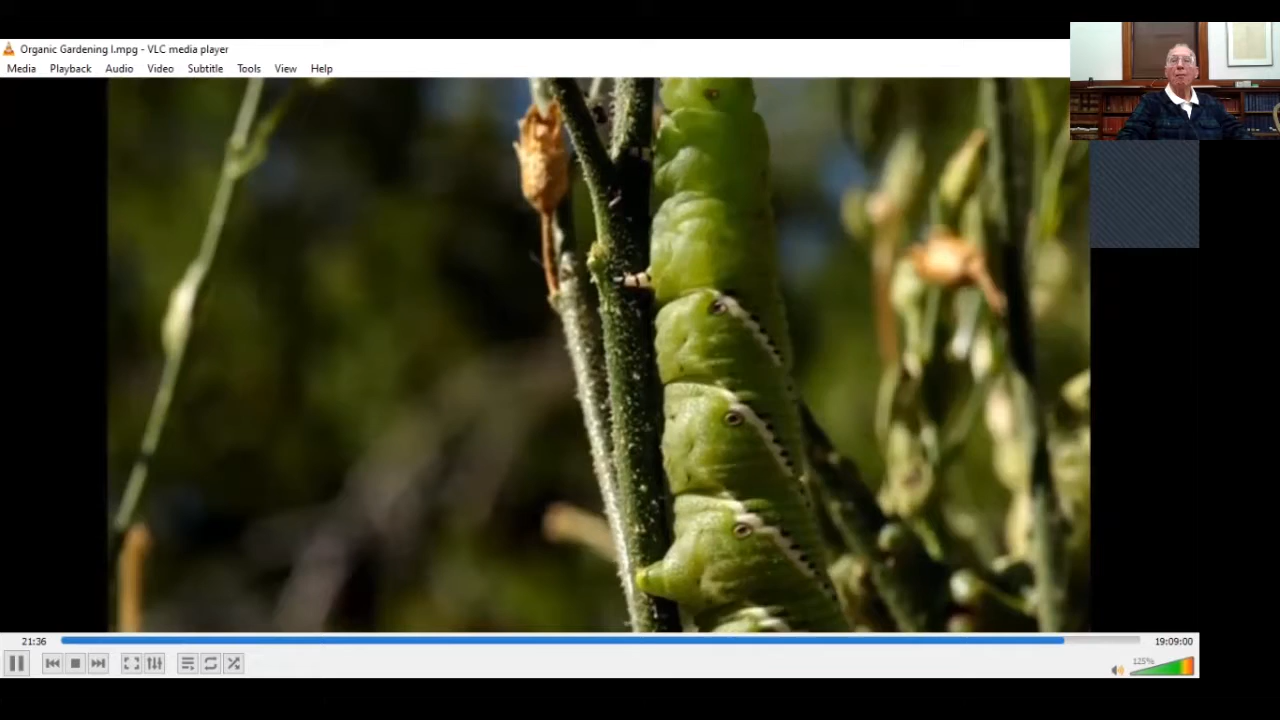 Organic Gardening I.mpg - VLC media player
Media Playback Audio Video Subtitle Tools View Help
21:36
19:09:00
125%